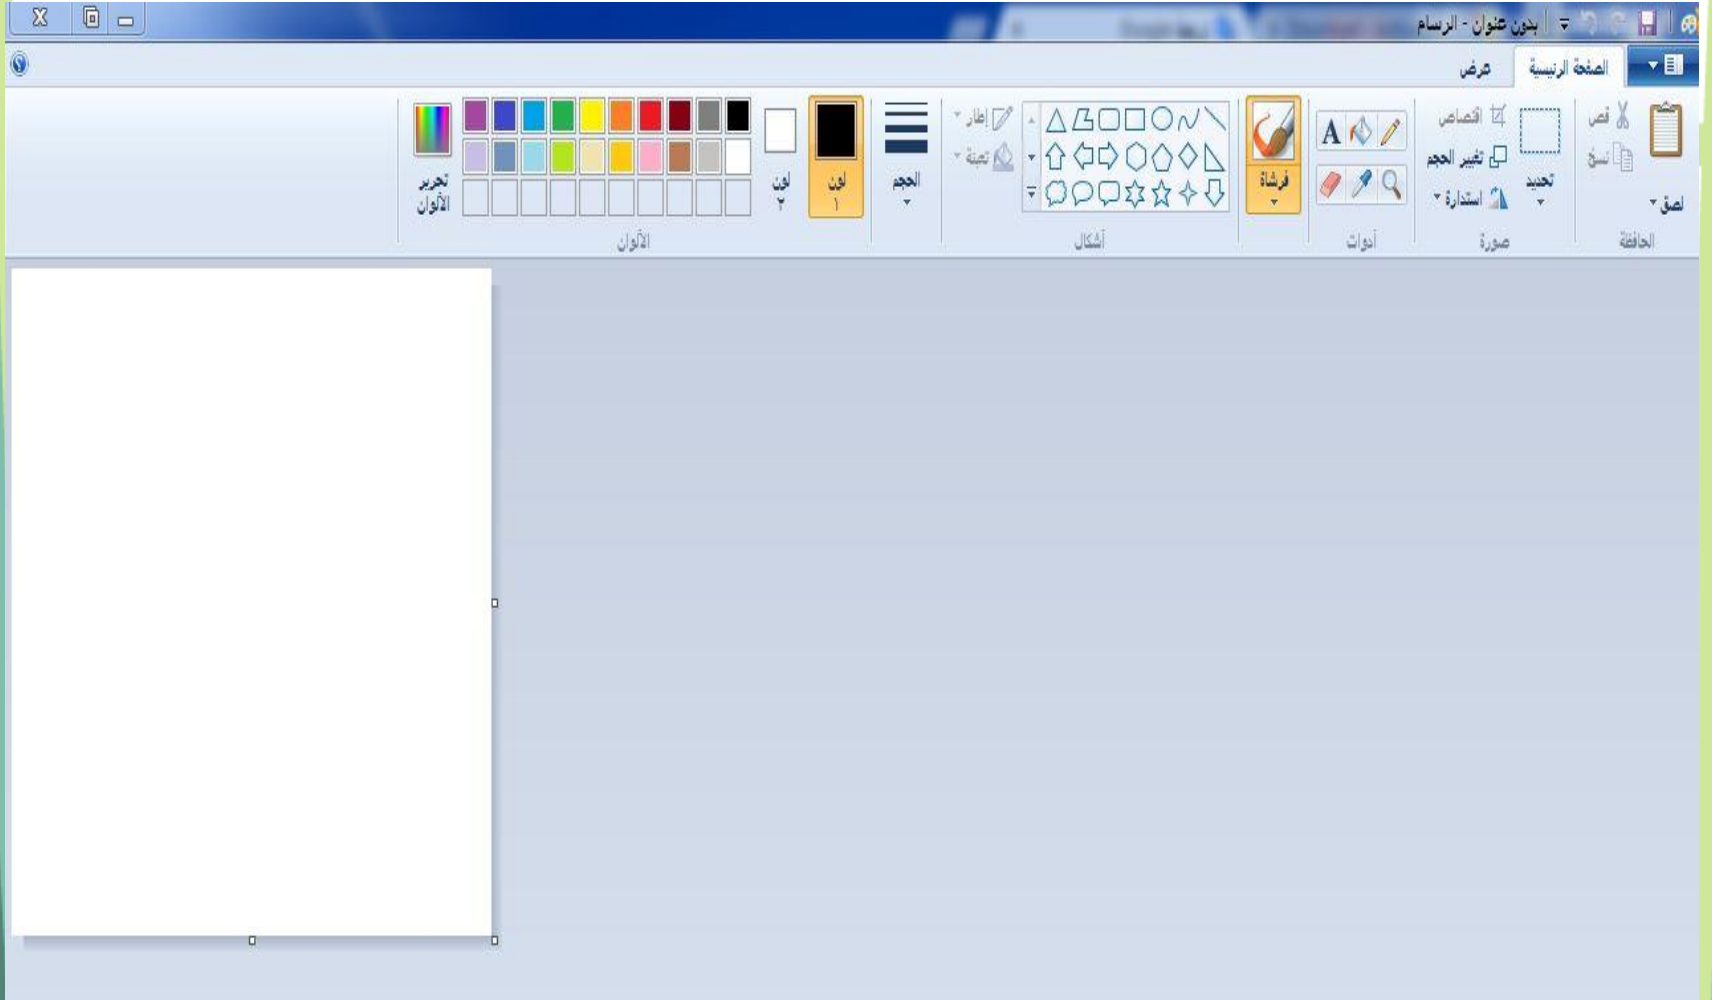 بدون عنوان - الرسام
الصفحة الرئيسية
عرض
لصق
قص
نسخ
الحافظة
تحديد
اقتصاص
تغيير الحجم
استدارة
صورة
A
أدوات
فرشاة
إطار
تعبئة
أشكال
الحجم
لون
١
لون
٢
تحرير
الألوان
الألوان